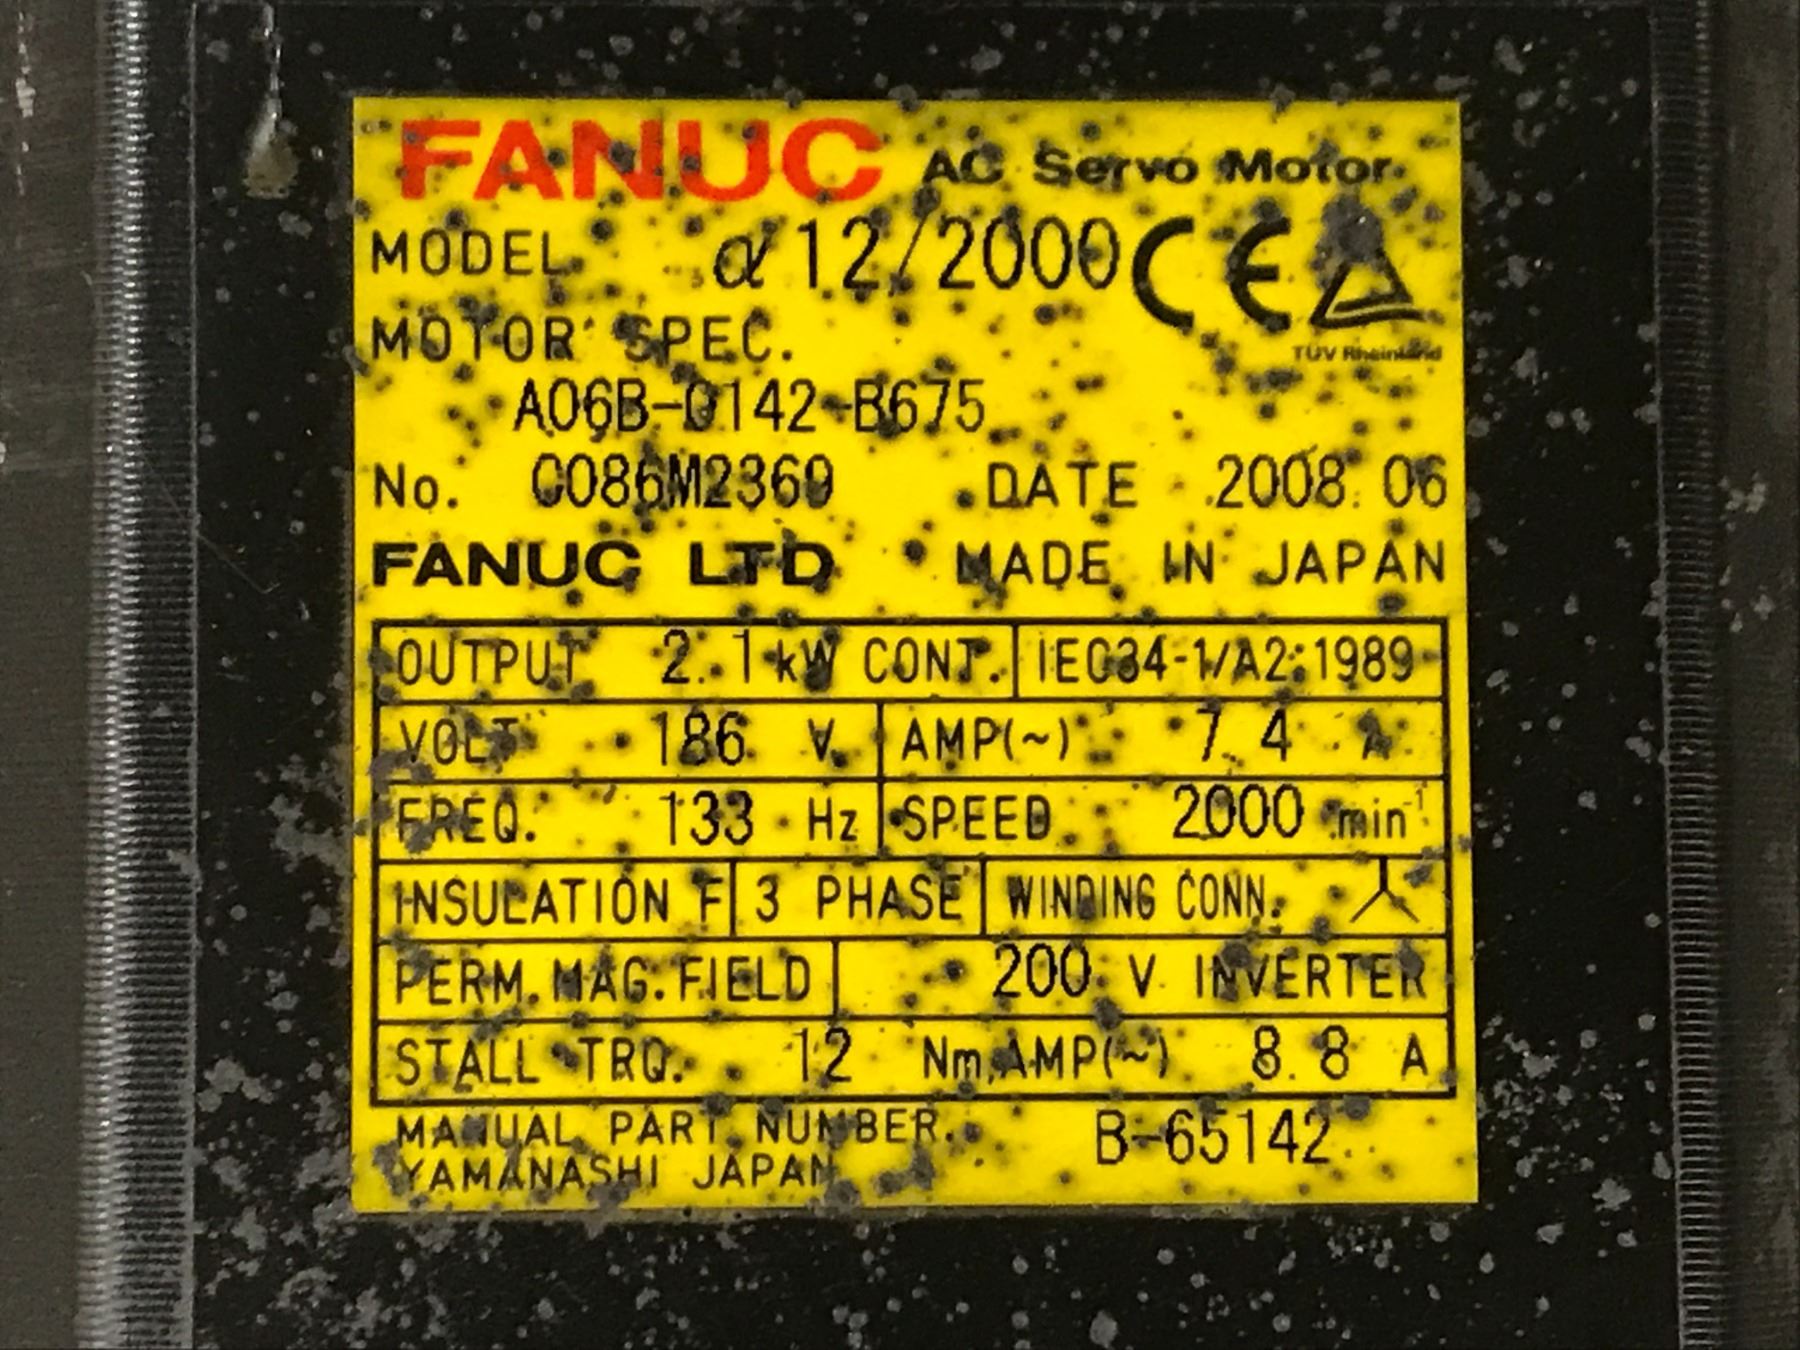 FANUC AC Servo Motor
MODEL α12/2000 CE
TÜV Rheinland
MOTOR SPEC.
A06B-0142-B675
No. C086M2369 DATE 2008.06
FANUC LTD MADE IN JAPAN
OUTPUT 2.1 kW CONT. IEC34-1/A2:1989
VOLT 186 V AMP(~) 7.4 A
FREQ. 133 Hz SPEED 2000 min⁻¹
INSULATION F 3 PHASE WINDING CONN.
PERM.MAG.FIELD 200 V INVERTER
STALL TRQ. 12 Nm,AMP(~) 8.8 A
MANUAL PART NUMBER. B-65142
YAMANASHI JAPAN